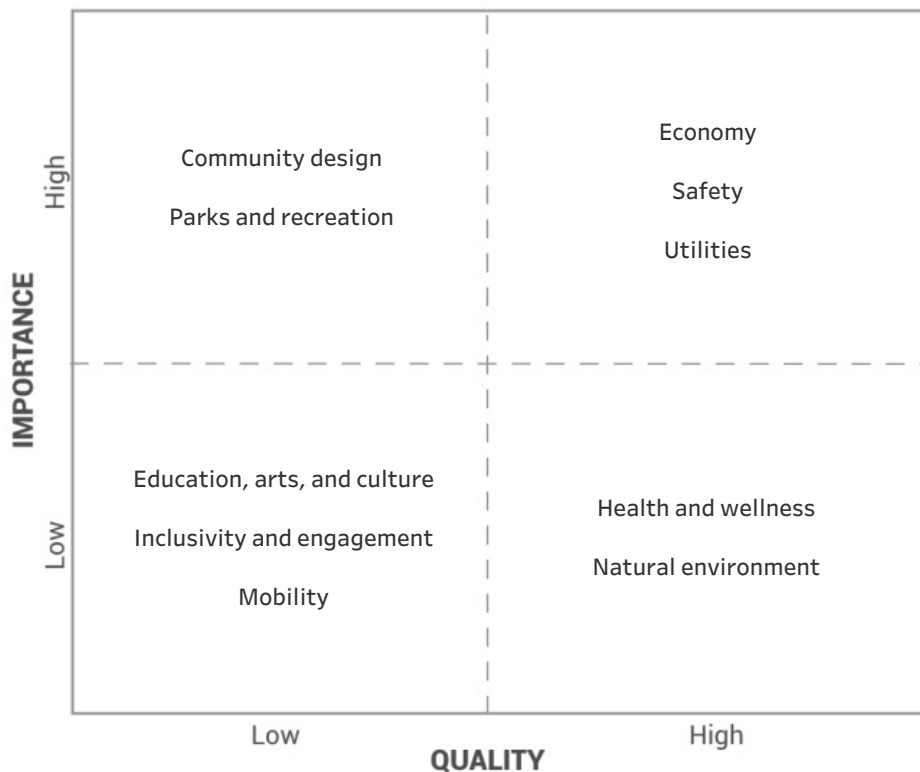 IMPORTANCE
High
Low
Community design
Parks and recreation
Economy
Safety
Utilities
Education, arts, and culture
Inclusivity and engagement
Mobility
Health and wellness
Natural environment
Low
High
QUALITY